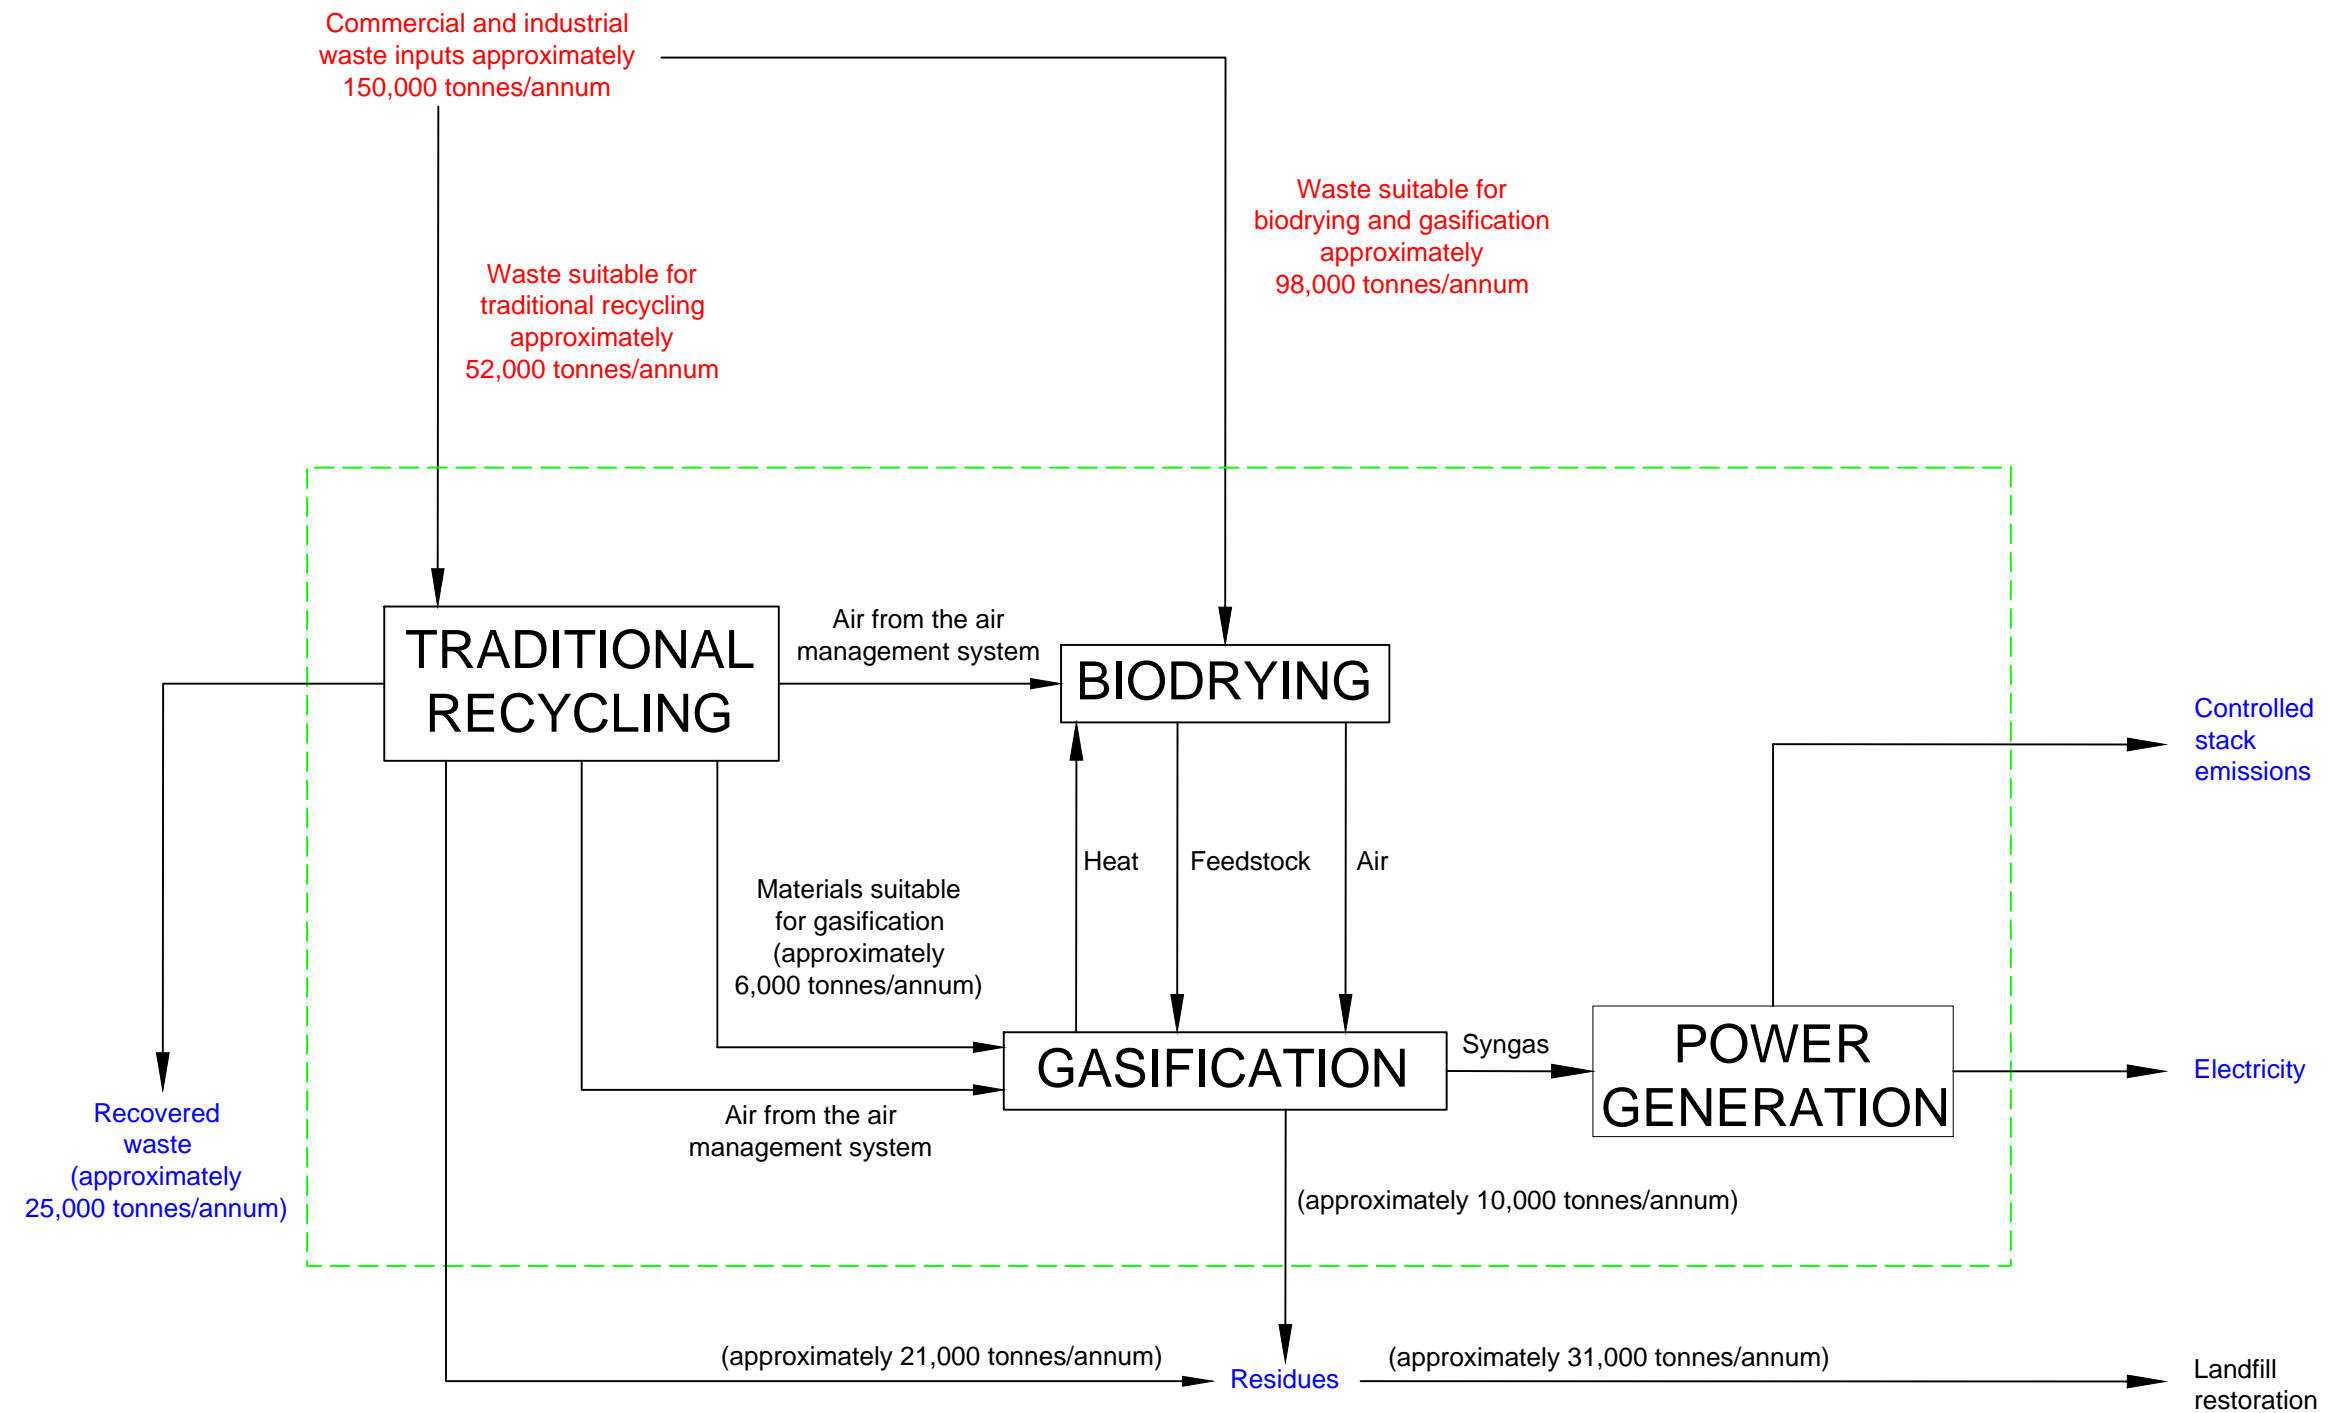 Commercial and industrial
waste inputs approximately
150,000 tonnes/annum
Waste suitable for
biodrying and gasification
approximately
98,000 tonnes/annum
Waste suitable for
traditional recycling
approximately
52,000 tonnes/annum
TRADITIONAL
RECYCLING
Air from the air
management system
BIODRYING
Controlled
stack
emissions
Heat
Feedstock
Air
Materials suitable
for gasification
(approximately
6,000 tonnes/annum)
GASIFICATION
Syngas
POWER
GENERATION
Electricity
Air from the air
management system
Recovered
waste
(approximately
25,000 tonnes/annum)
(approximately 10,000 tonnes/annum)
(approximately 21,000 tonnes/annum)
Residues
(approximately 31,000 tonnes/annum)
Landfill
restoration